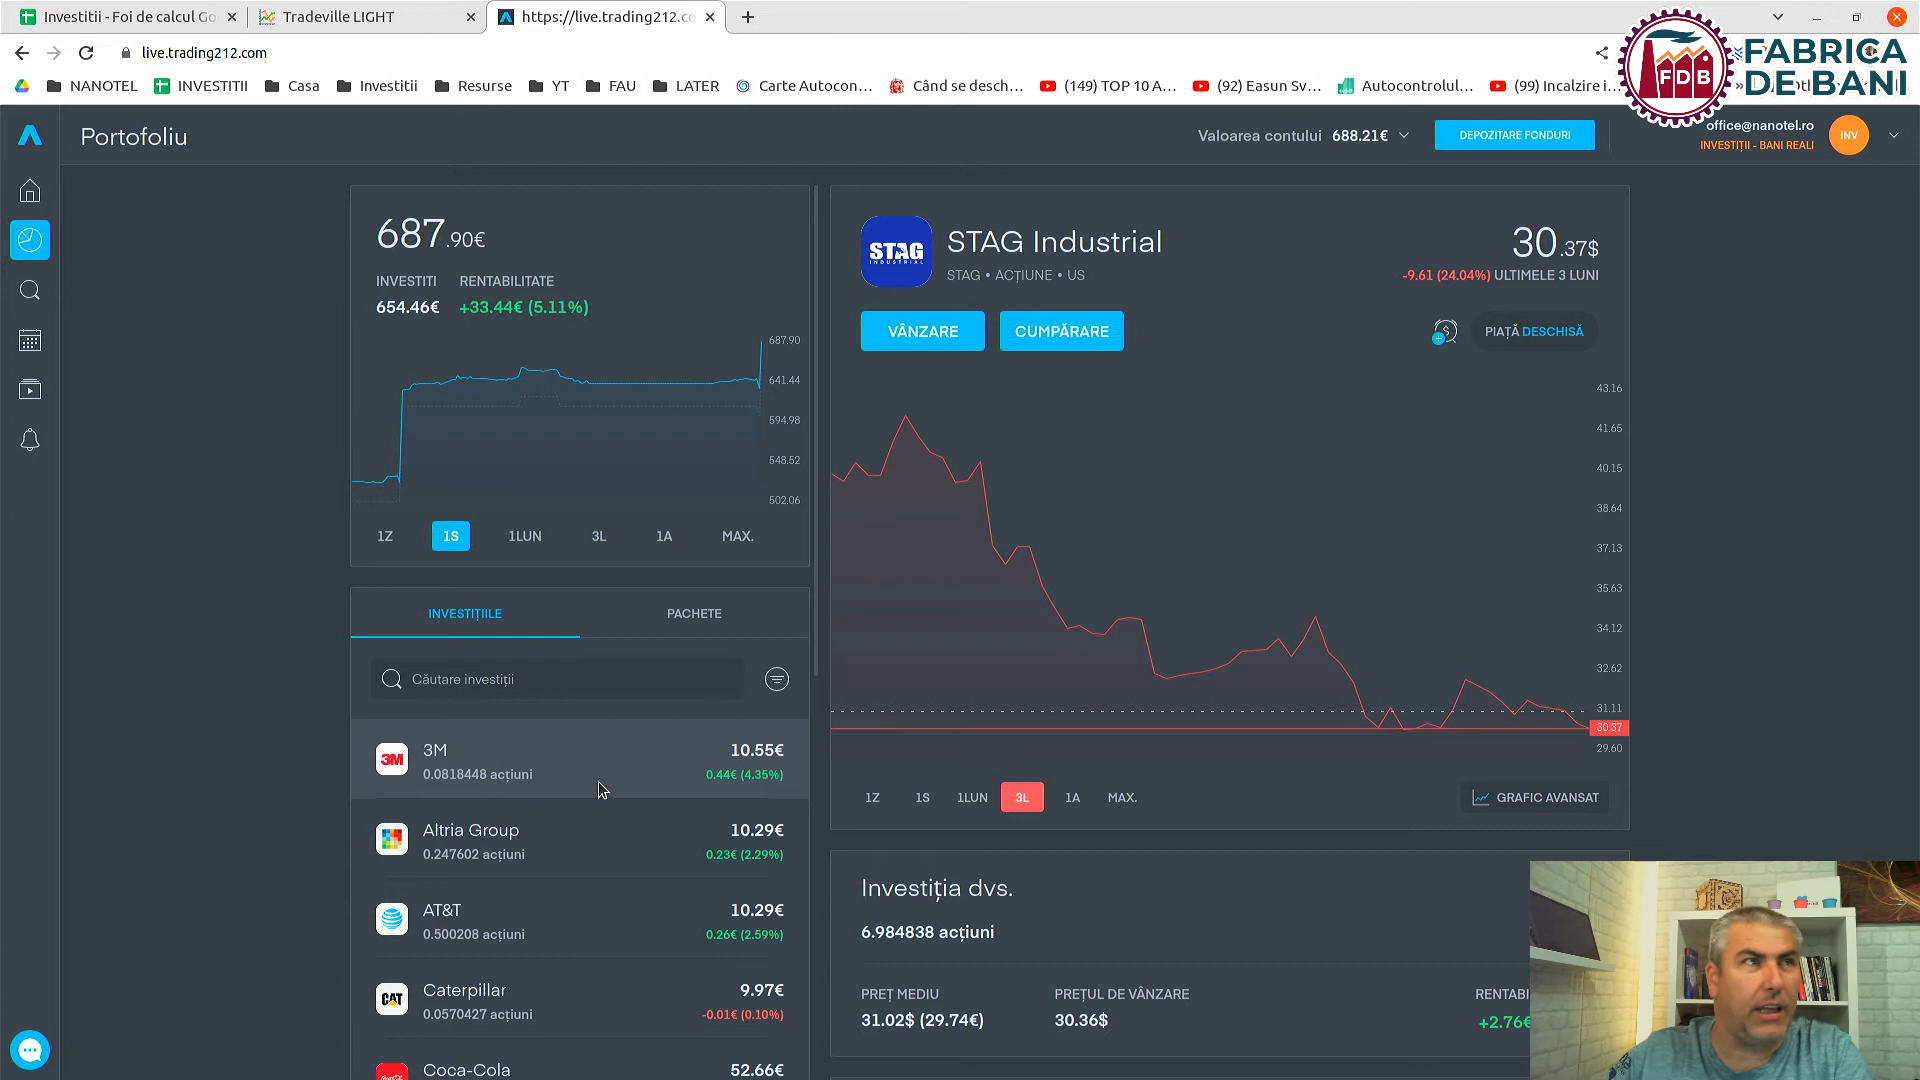 Investitii - Foi de calcul Go
Tradeville LIGHT
https://live.trading212.co
live.trading212.com
NANOTEL
INVESTITII
Casa
Investitii
Resurse
YT
FAU
LATER
Carte Autocon...
Când se desch...
(149) TOP 10 A...
(92) Easun Sv...
Autocontrolul...
(99) Incalzire i...
FDB
FABRICA
DE BANI
Portofoliu
Valoarea contului 688.21€
DEPOZITARE FONDURI
office@nanotel.ro
INVESTIȚII - BANI REALI
INV
687.90€
INVESTITI
RENTABILITATE
654.46€
+33.44€ (5.11%)
687.90
641.44
594.98
548.52
502.06
1Z
1S
1LUN
3L
1A
MAX.
INVESTIȚIILE
PACHETE
Căutare investiții
3M
10.55€
0.0818448 acțiuni
0.44€ (4.35%)
Altria Group
10.29€
0.247602 acțiuni
0.23€ (2.29%)
AT&T
10.29€
0.500208 acțiuni
0.26€ (2.59%)
CAT
Caterpillar
9.97€
0.0570427 acțiuni
-0.01€ (0.10%)
Coca-Cola
52.66€
STAG
INDUSTRIAL
STAG Industrial
STAG • ACȚIUNE • US
30.37$
-9.61 (24.04%) ULTIMELE 3 LUNI
VÂNZARE
CUMPĂRARE
PIAȚĂ DESCHISĂ
43.16
41.65
40.15
38.64
37.13
35.63
34.12
32.62
31.11
30.37
29.60
1Z
1S
1LUN
3L
1A
MAX.
GRAFIC AVANSAT
Investiția dvs.
6.984838 acțiuni
PREȚ MEDIU
PREȚUL DE VÂNZARE
RENTABI
31.02$ (29.74€)
30.36$
+2.76€